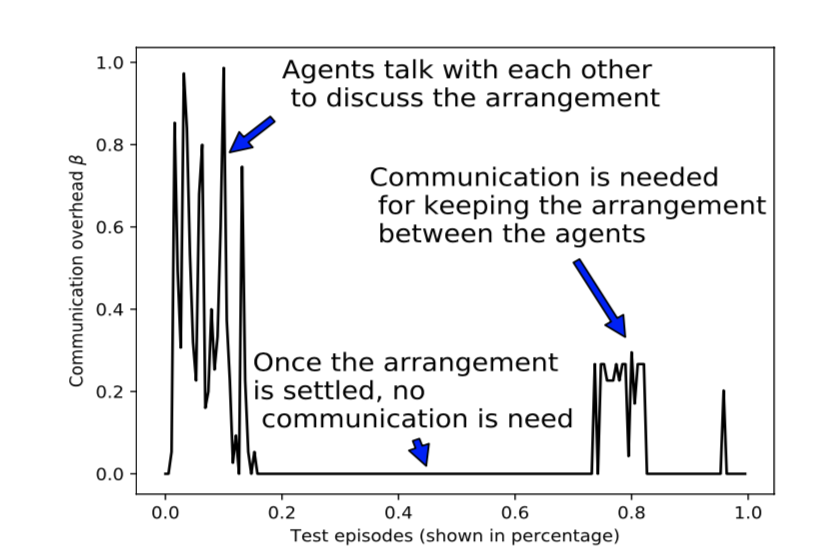 1.0
0.8
0.6
0.4
0.2
0.0
Communication overhead β
Agents talk with each other
to discuss the arrangement
Communication is needed
for keeping the arrangement
between the agents
Once the arrangement
is settled, no
communication is need
0.0 0.2 0.4 0.6 0.8 1.0
Test episodes (shown in percentage)